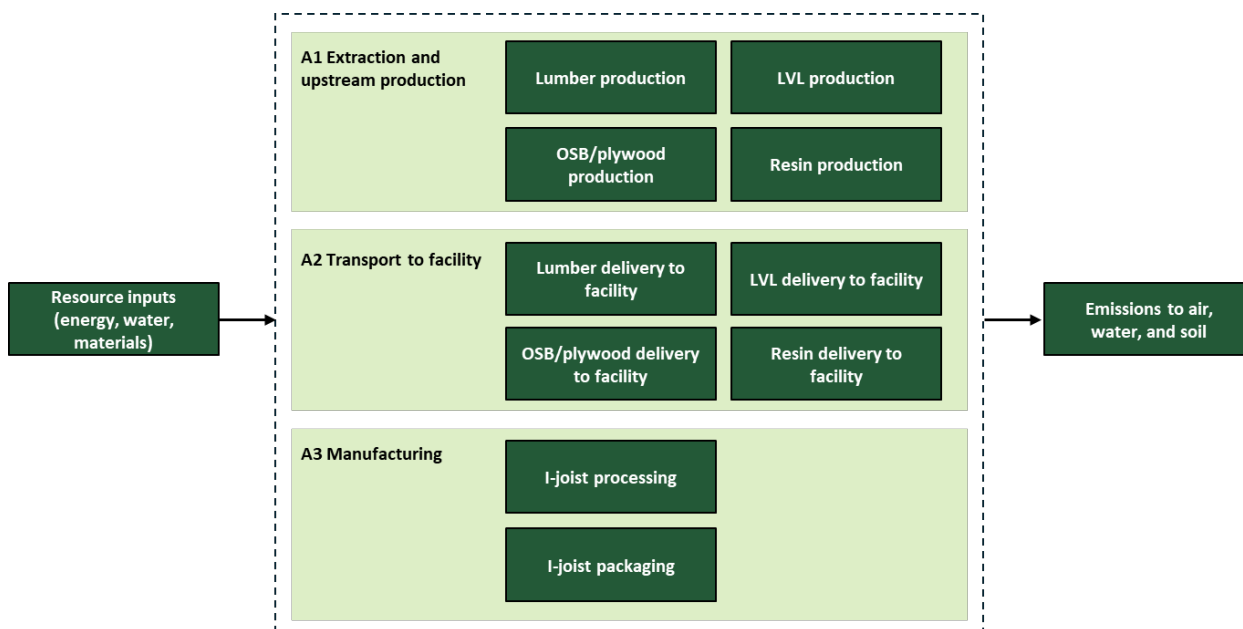 A1 Extraction and
upstream production
Lumber production
LVL production
OSB/plywood
production
Resin production
A2 Transport to facility
Lumber delivery to
facility
LVL delivery to facility
OSB/plywood delivery
to facility
Resin delivery to
facility
Resource inputs
(energy, water,
materials)
Emissions to air,
water, and soil
A3 Manufacturing
I-joist processing
I-joist packaging